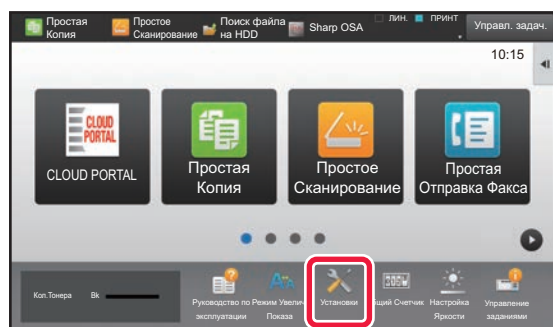 Простая
Копия
Простое
Сканирование
Поиск файла
на HDD
Sharp OSA
ЛИН.
ПРИНТ
Управл. задач.
10:15
CLOUD
PORTAL
CLOUD PORTAL
Простая
Копия
Простое
Сканирование
Простая
Отправка Факса
Кол.Тонера
Bk
Руководство по
эксплуатации
Режим Увелич
Показа
Установки
бщий Счетчик
Настройка
Яркости
Управление
заданиями